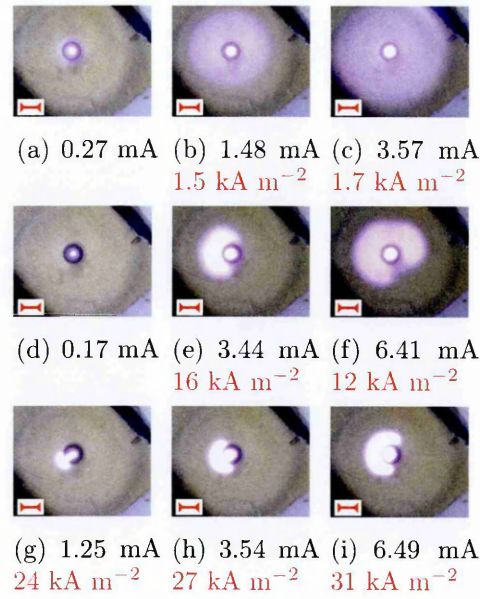 (a) 0.27 mA (b) 1.48 mA (c) 3.57 mA
1.5 kA m⁻² 1.7 kA m⁻²
(d) 0.17 mA (e) 3.44 mA (f) 6.41 mA
16 kA m⁻² 12 kA m⁻²
(g) 1.25 mA (h) 3.54 mA (i) 6.49 mA
24 kA m⁻² 27 kA m⁻² 31 kA m⁻²